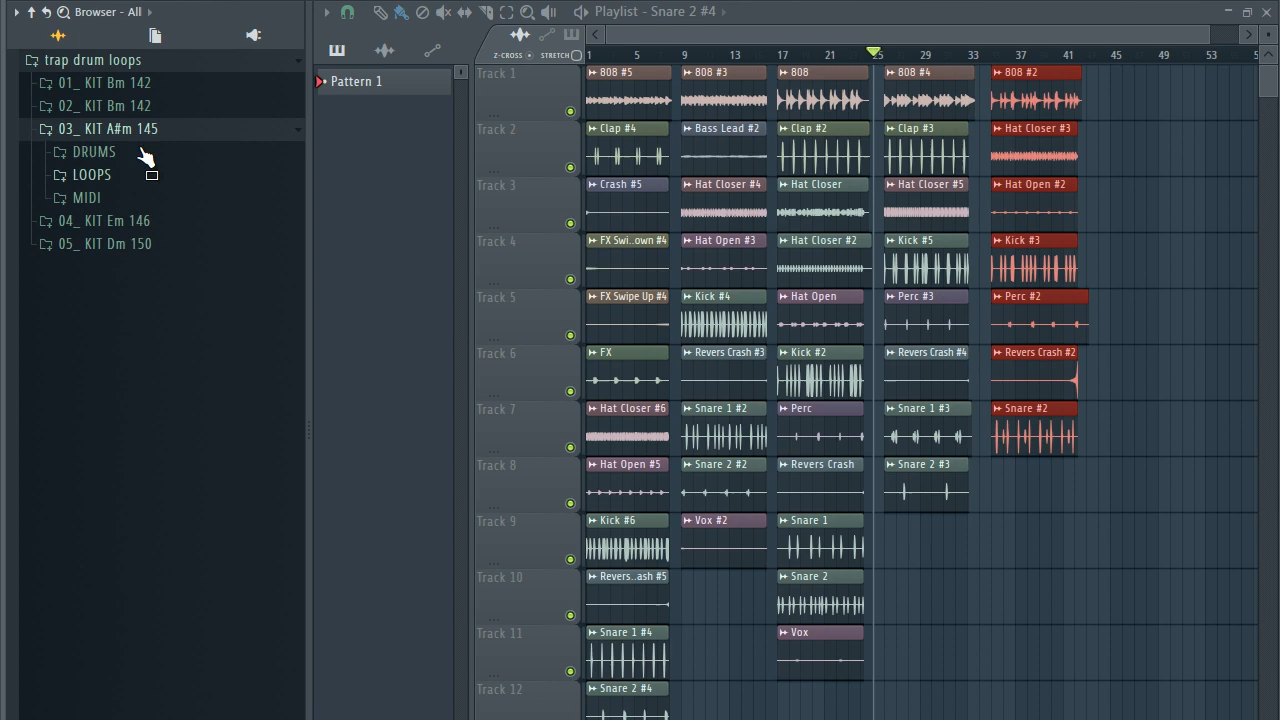 Browser - All
Playlist - Snare 2 #4
Z-CROSS STRETCH
1 5 9 13 17 21 25 29 33 37 41 45 49 53
trap drum loops
01_ KIT Bm 142
02_ KIT Bm 142
03_ KIT A#m 145
DRUMS
LOOPS
MIDI
04_ KIT Em 146
05_ KIT Dm 150
Pattern 1
Track 1
808 #5 808 #3 808 808 #4 808 #2
Track 2
Clap #4 Bass Lead #2 Clap #2 Clap #3 Hat Closer #3
Track 3
Crash #5 Hat Closer #4 Hat Closer Hat Closer #5 Hat Open #2
Track 4
FX Swi..own #4 Hat Open #3 Hat Closer #2 Kick #5 Kick #3
Track 5
FX Swipe Up #4 Kick #4 Hat Open Perc #3 Perc #2
Track 6
FX Revers Crash #3 Kick #2 Revers Crash #4 Revers Crash #2
Track 7
Hat Closer #6 Snare 1 #2 Perc Snare 1 #3 Snare #2
Track 8
Hat Open #5 Snare 2 #2 Revers Crash Snare 2 #3
Track 9
Kick #6 Vox #2 Snare 1
Track 10
Revers..ash #5 Snare 2
Track 11
Snare 1 #4 Vox
Track 12
Snare 2 #4